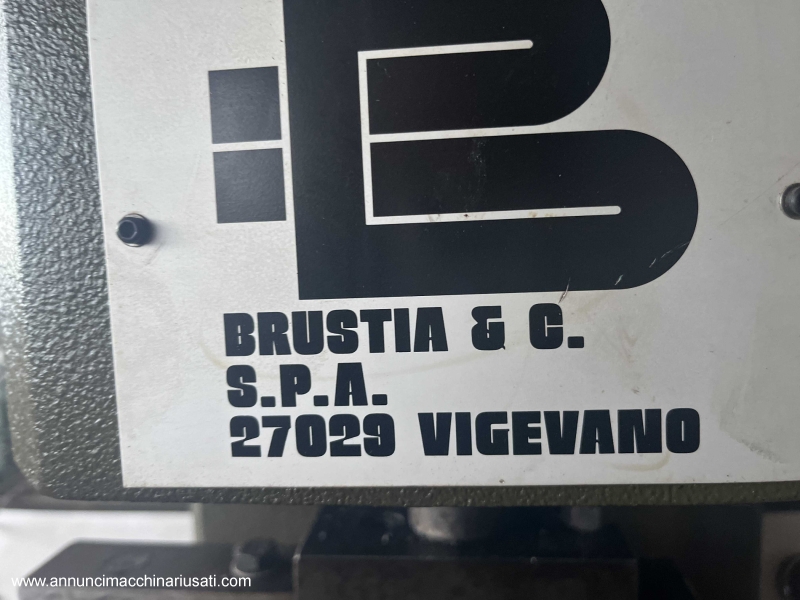 BRUSTIA & C.
S.P.A.
27029 VIGEVANO
www.annuncimacchinariusati.com